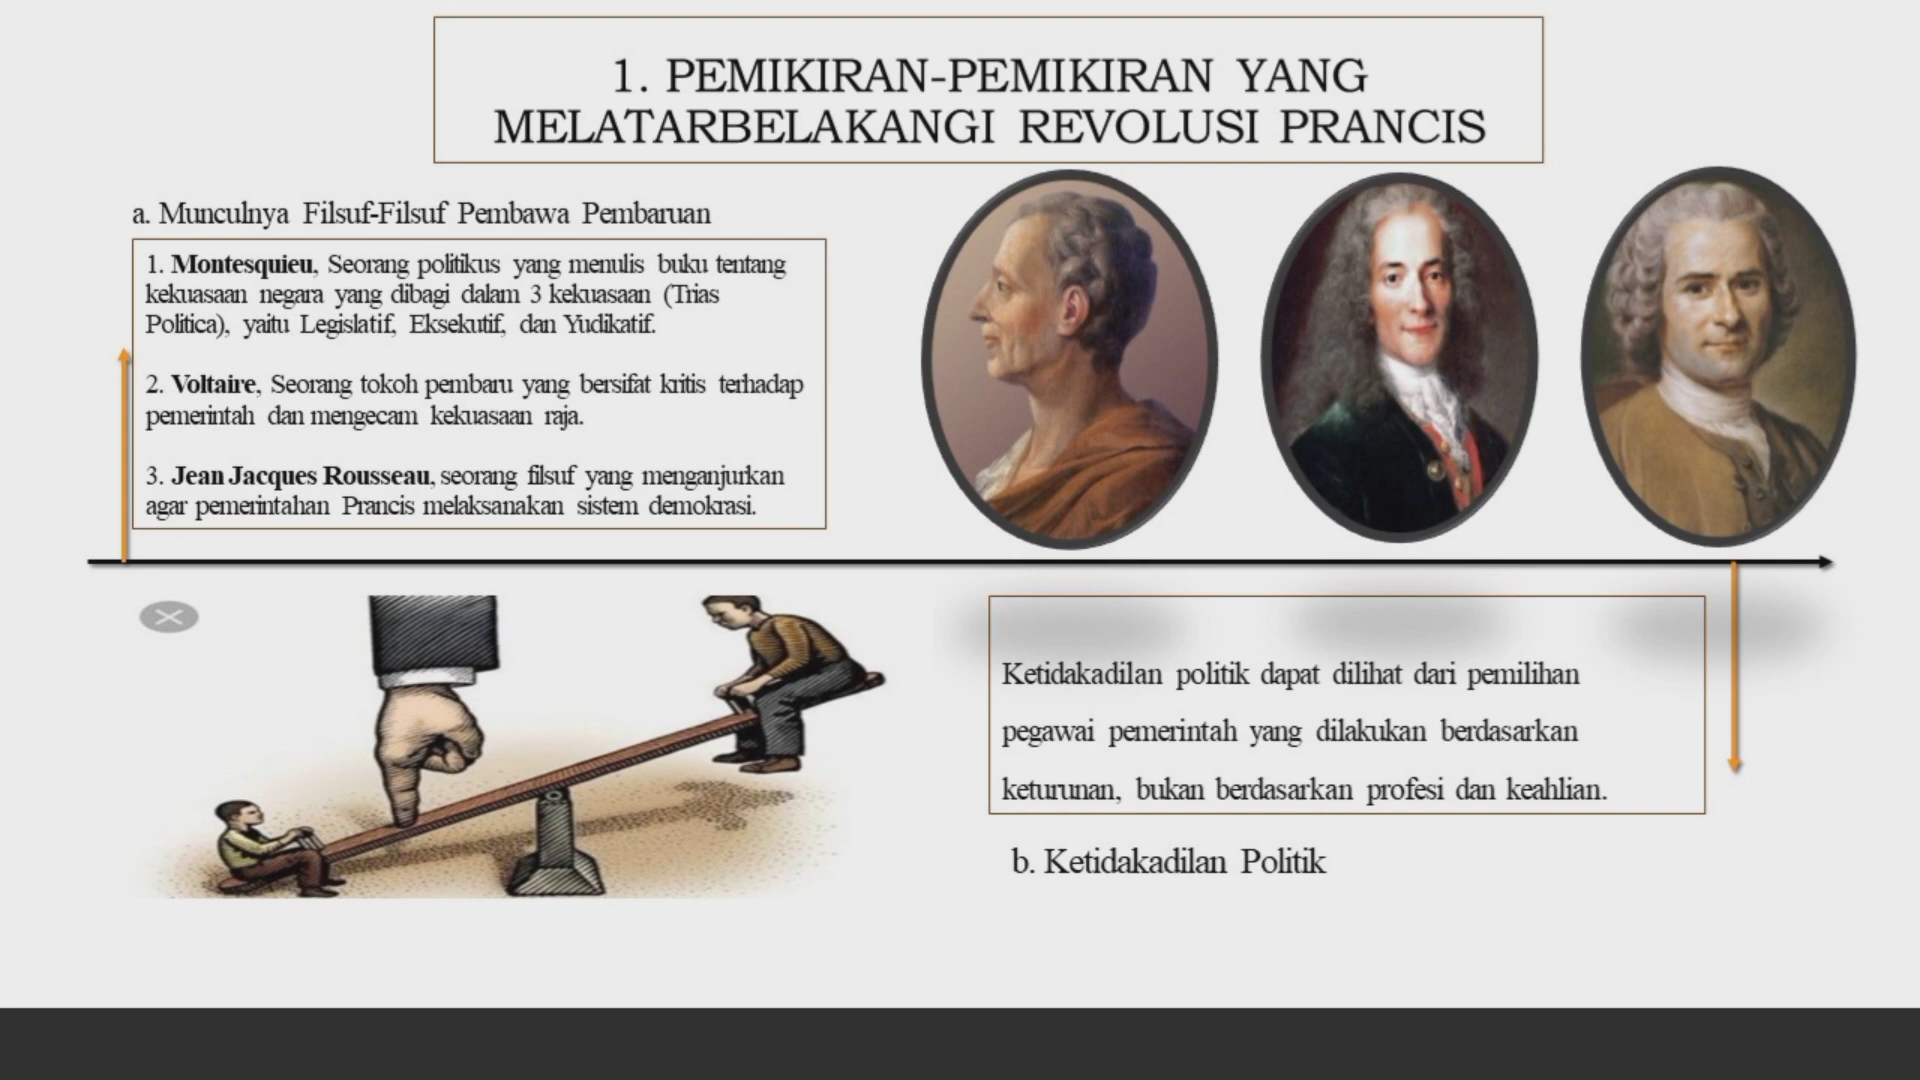 1. PEMIKIRAN-PEMIKIRAN YANG
MELATARBELAKANGI REVOLUSI PRANCIS
a. Munculnya Filsuf-Filsuf Pembawa Pembaruan
1. Montesquieu, Seorang politikus yang menulis buku tentang
kekuasaan negara yang dibagi dalam 3 kekuasaan (Trias
Politica), yaitu Legislatif, Eksekutif, dan Yudikatif.
2. Voltaire, Seorang tokoh pembaru yang bersifat kritis terhadap
pemerintah dan mengecam kekuasaan raja.
3. Jean Jacques Rousseau, seorang filsuf yang menganjurkan
agar pemerintahan Prancis melaksanakan sistem demokrasi.
Ketidakadilan politik dapat dilihat dari pemilihan
pegawai pemerintah yang dilakukan berdasarkan
keturunan, bukan berdasarkan profesi dan keahlian.
b. Ketidakadilan Politik